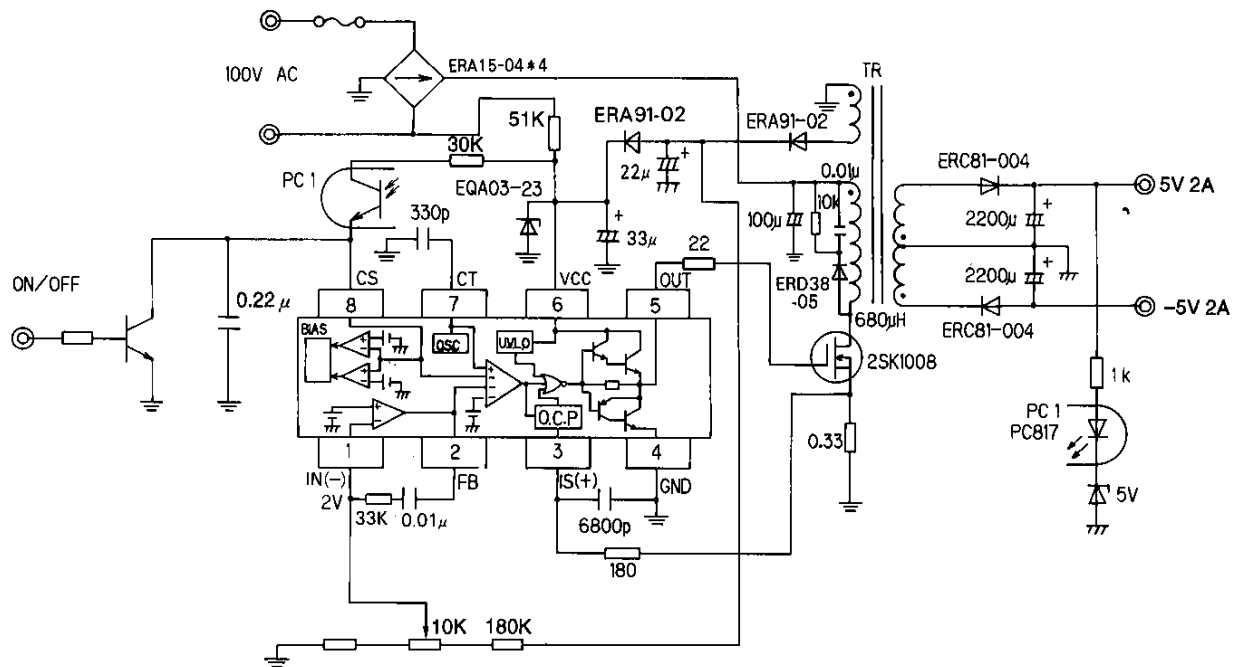 100V AC
ERA15-04*4
TR
51K
ERA91-02
ERA91-02
30K
22μ
+
0.01μ
ERC81-004
5V 2A
PC1
EQA03-23
10k
100μ
2200μ
+
330p
+
33μ
22
ERD38
-05
2200μ
+
ON/OFF
0.22μ
CS
CT
VCC
OUT
8
7
6
5
680μH
ERC81-004
-5V 2A
BIAS
OSC
U.V.L.O
2SK1008
1k
O.C.P
PC1
PC817
0.33
1
2
3
4
IN(-)
2V
FB
IS(+)
GND
5V
33K
0.01μ
6800p
180
10K
180K